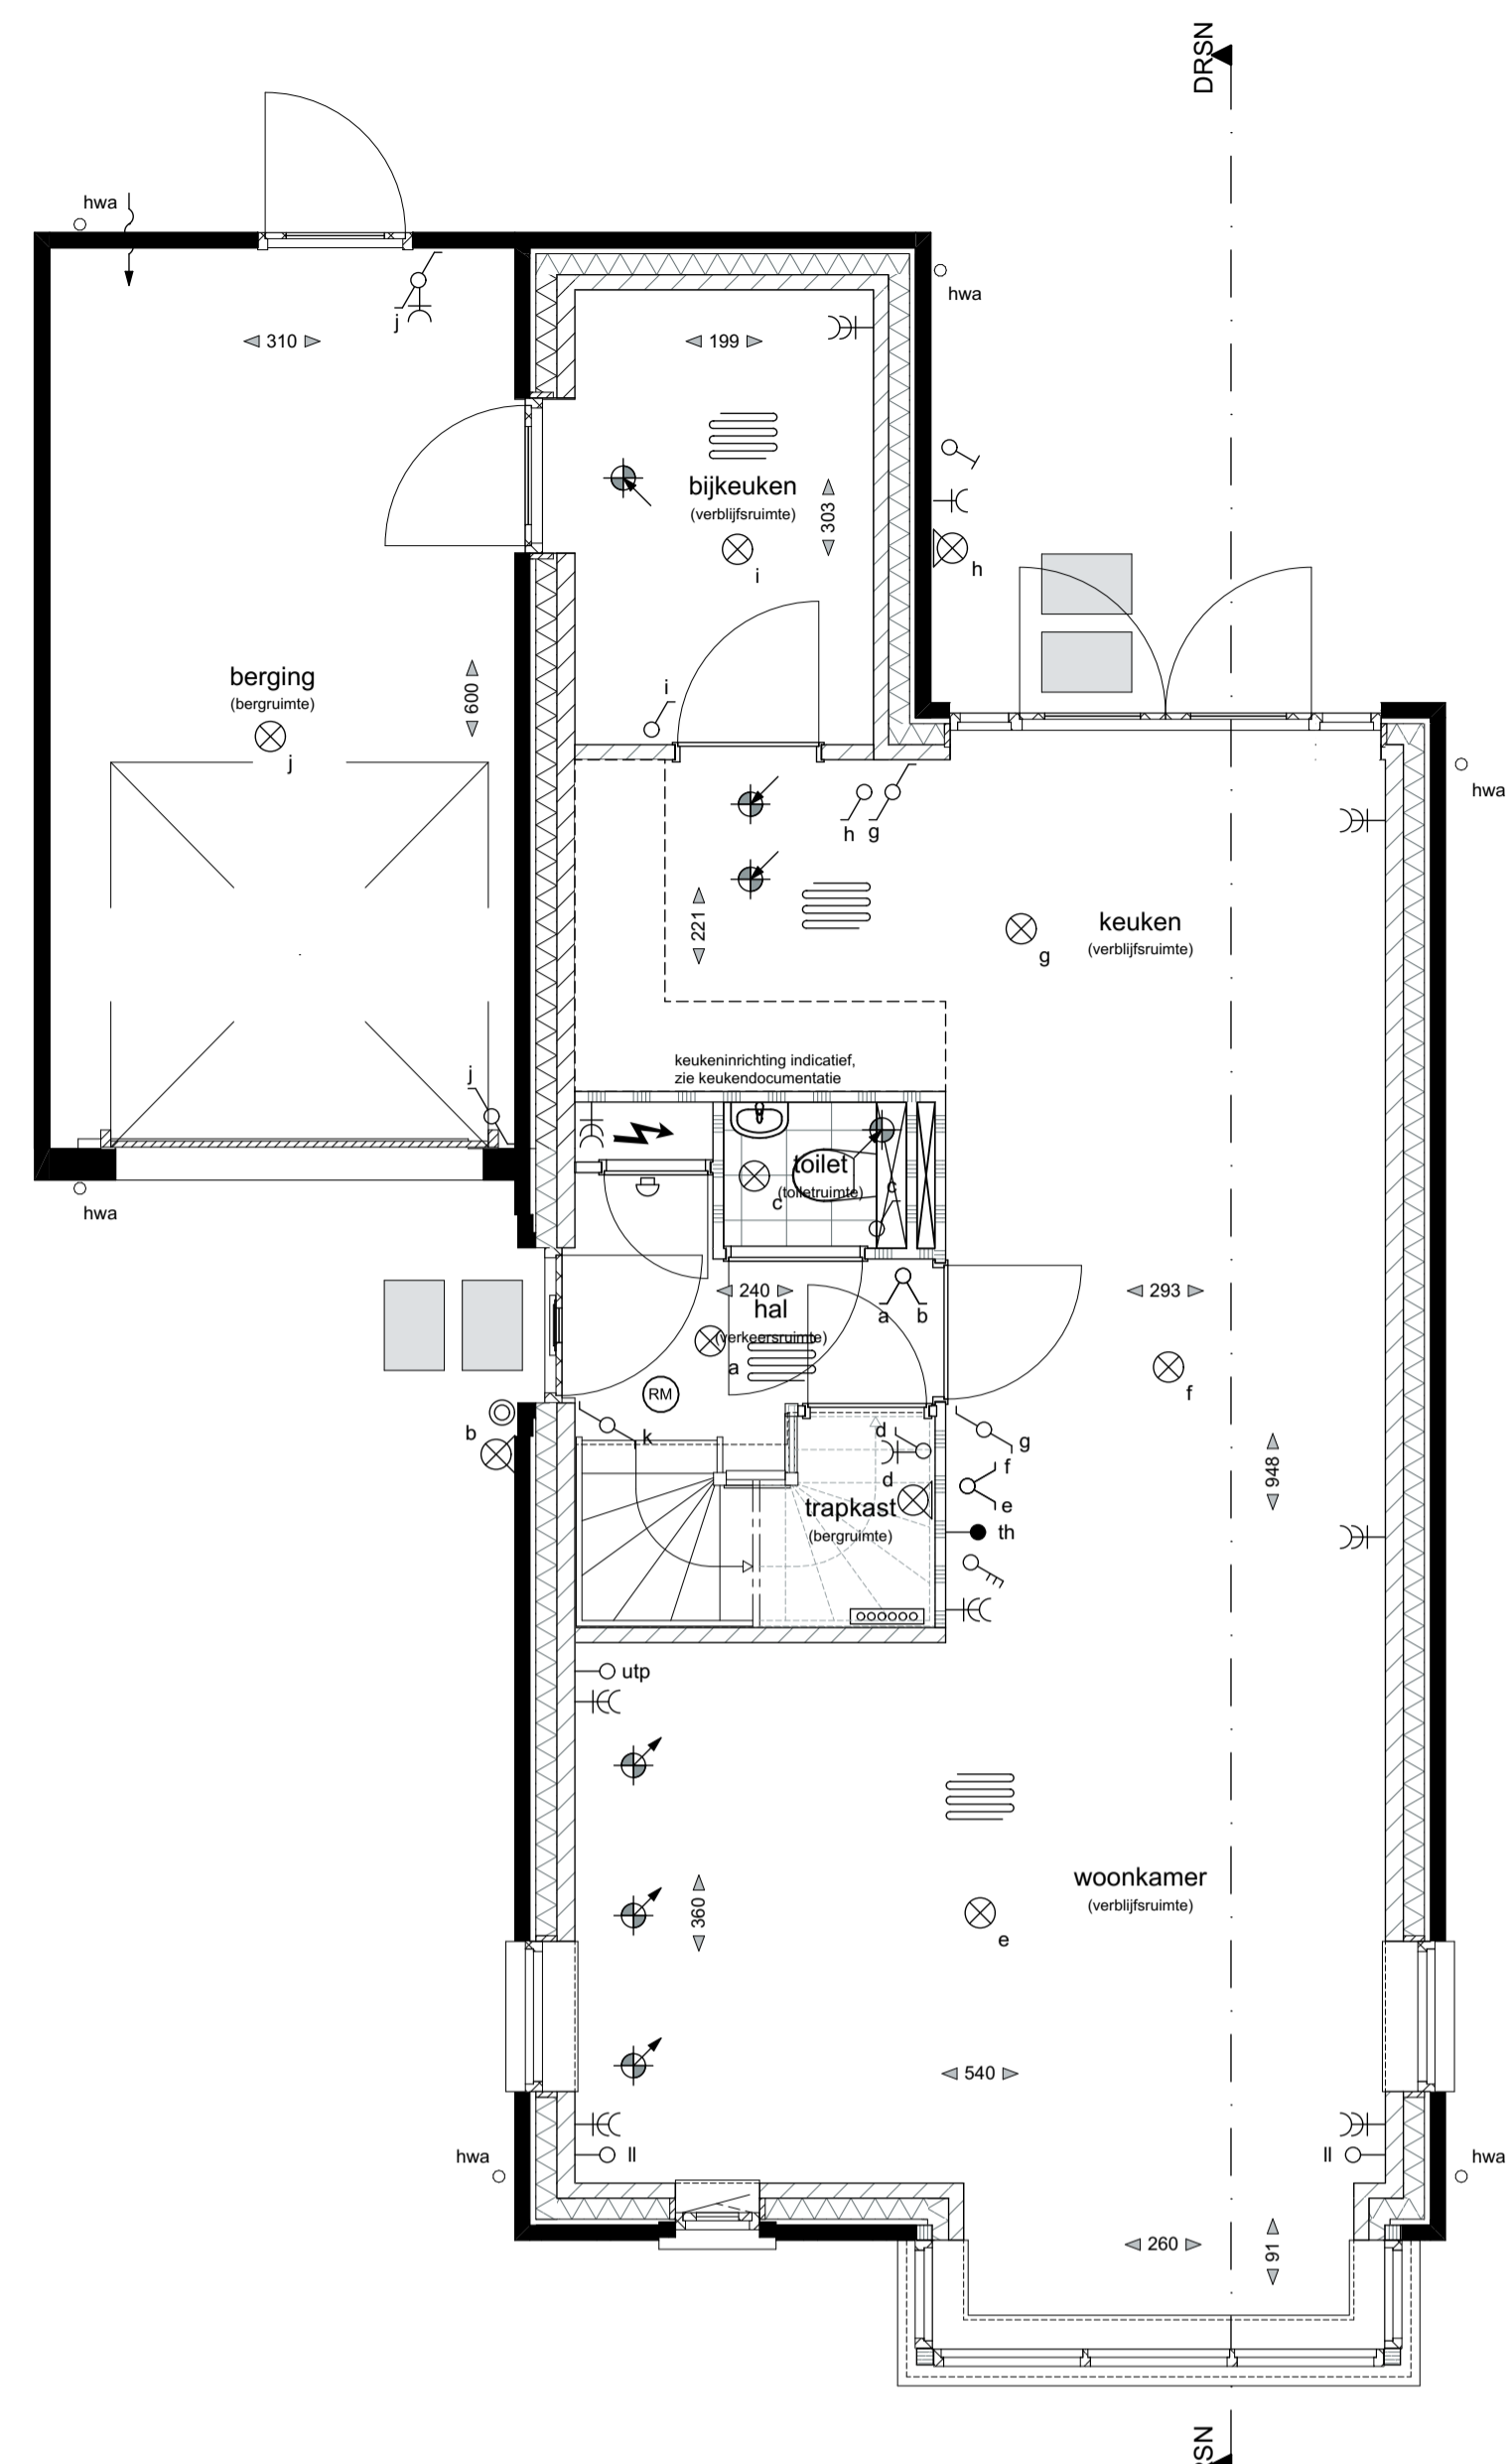 DRSN
hwa
hwa
j
310
199
bijkeuken
(verblijfsruimte)
303
i
h
berging
(bergruimte)
600
j
i
hwa
h
g
221
keuken
(verblijfsruimte)
g
keukeninrichting indicatief,
zie keukendocumentatie
j
toilet
(toiletruimte)
c
c
hwa
240
hal
(verkeersruimte)
a
a
b
293
f
RM
k
b
d
d
g
f
e
trapkast
(bergruimte)
th
948
utp
woonkamer
(verblijfsruimte)
360
e
540
hwa
ll
ll
hwa
260
91
DRSN